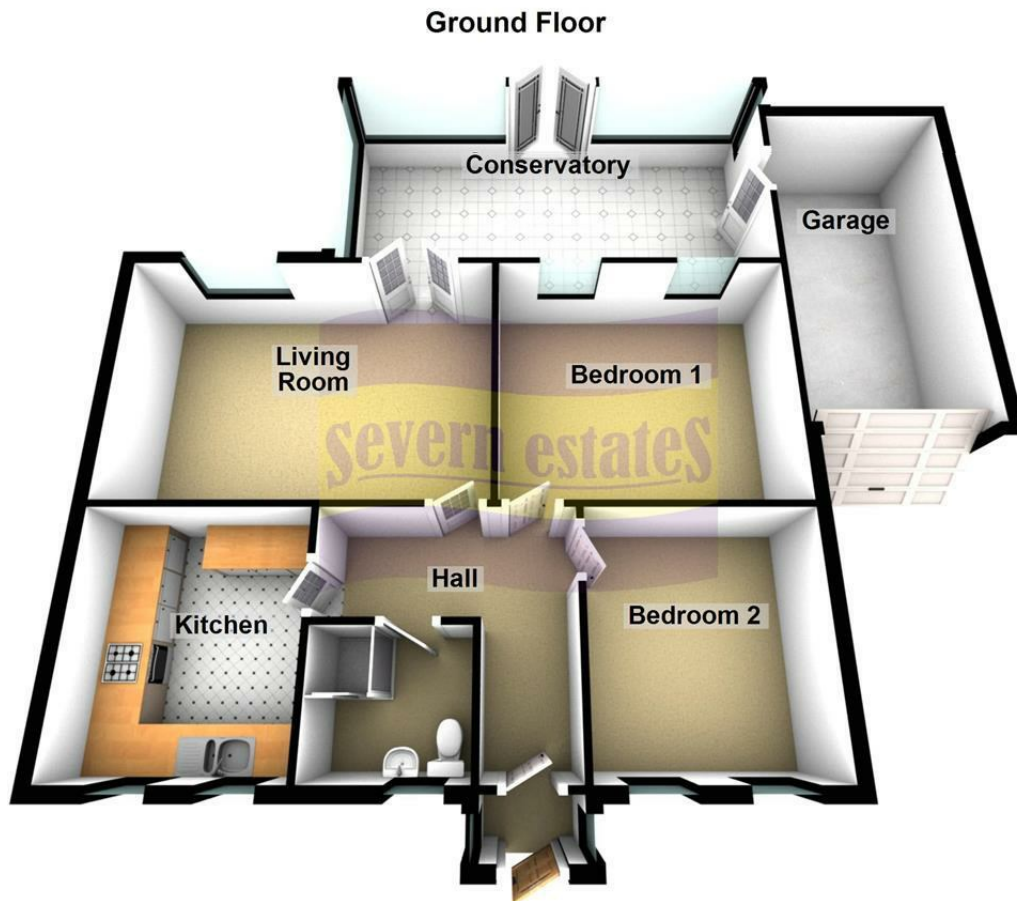 Ground Floor
Conservatory
Garage
Living
Room
Bedroom 1
severn estates
Hall
Kitchen
Bedroom 2